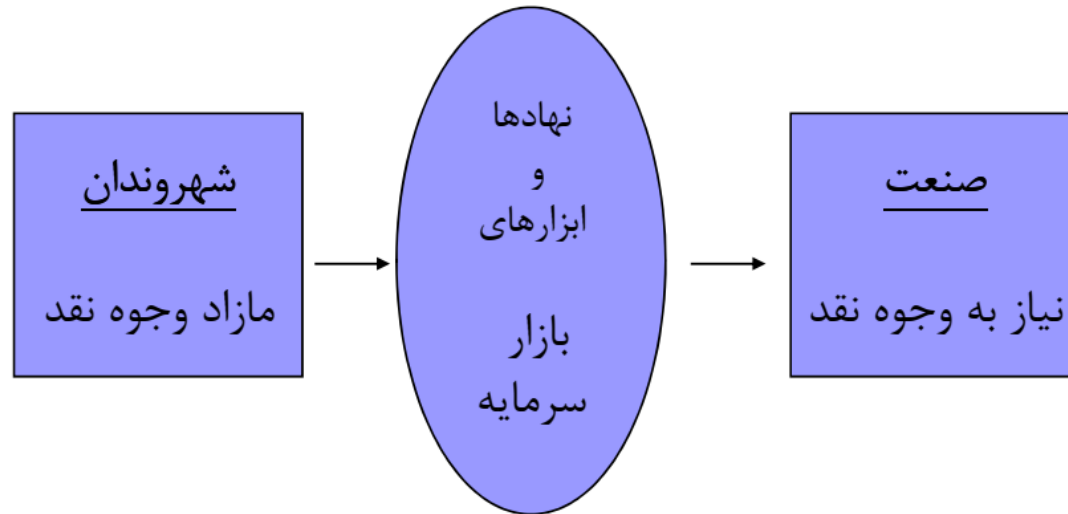 شهروندان
مازاد وجوه نقد
نهادها
و
ابزارهای
بازار
سرمایه
صنعت
نیاز به وجوه نقد